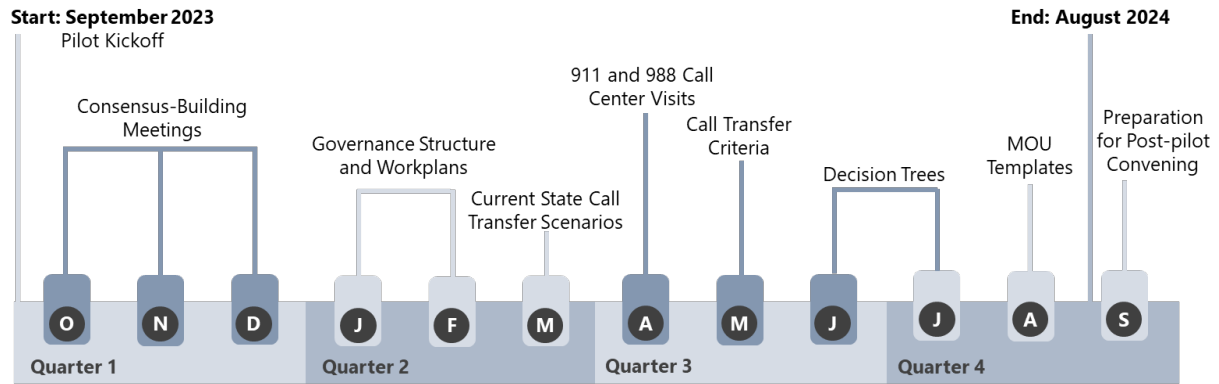 Start: September 2023
Pilot Kickoff
End: August 2024
Consensus-Building
Meetings
Governance Structure
and Workplans
Current State Call
Transfer Scenarios
911 and 988 Call
Center Visits
Call Transfer
Criteria
Decision Trees
MOU
Templates
Preparation
for Post-pilot
Convening
O N D J F M A M J J A S
Quarter 1 Quarter 2 Quarter 3 Quarter 4